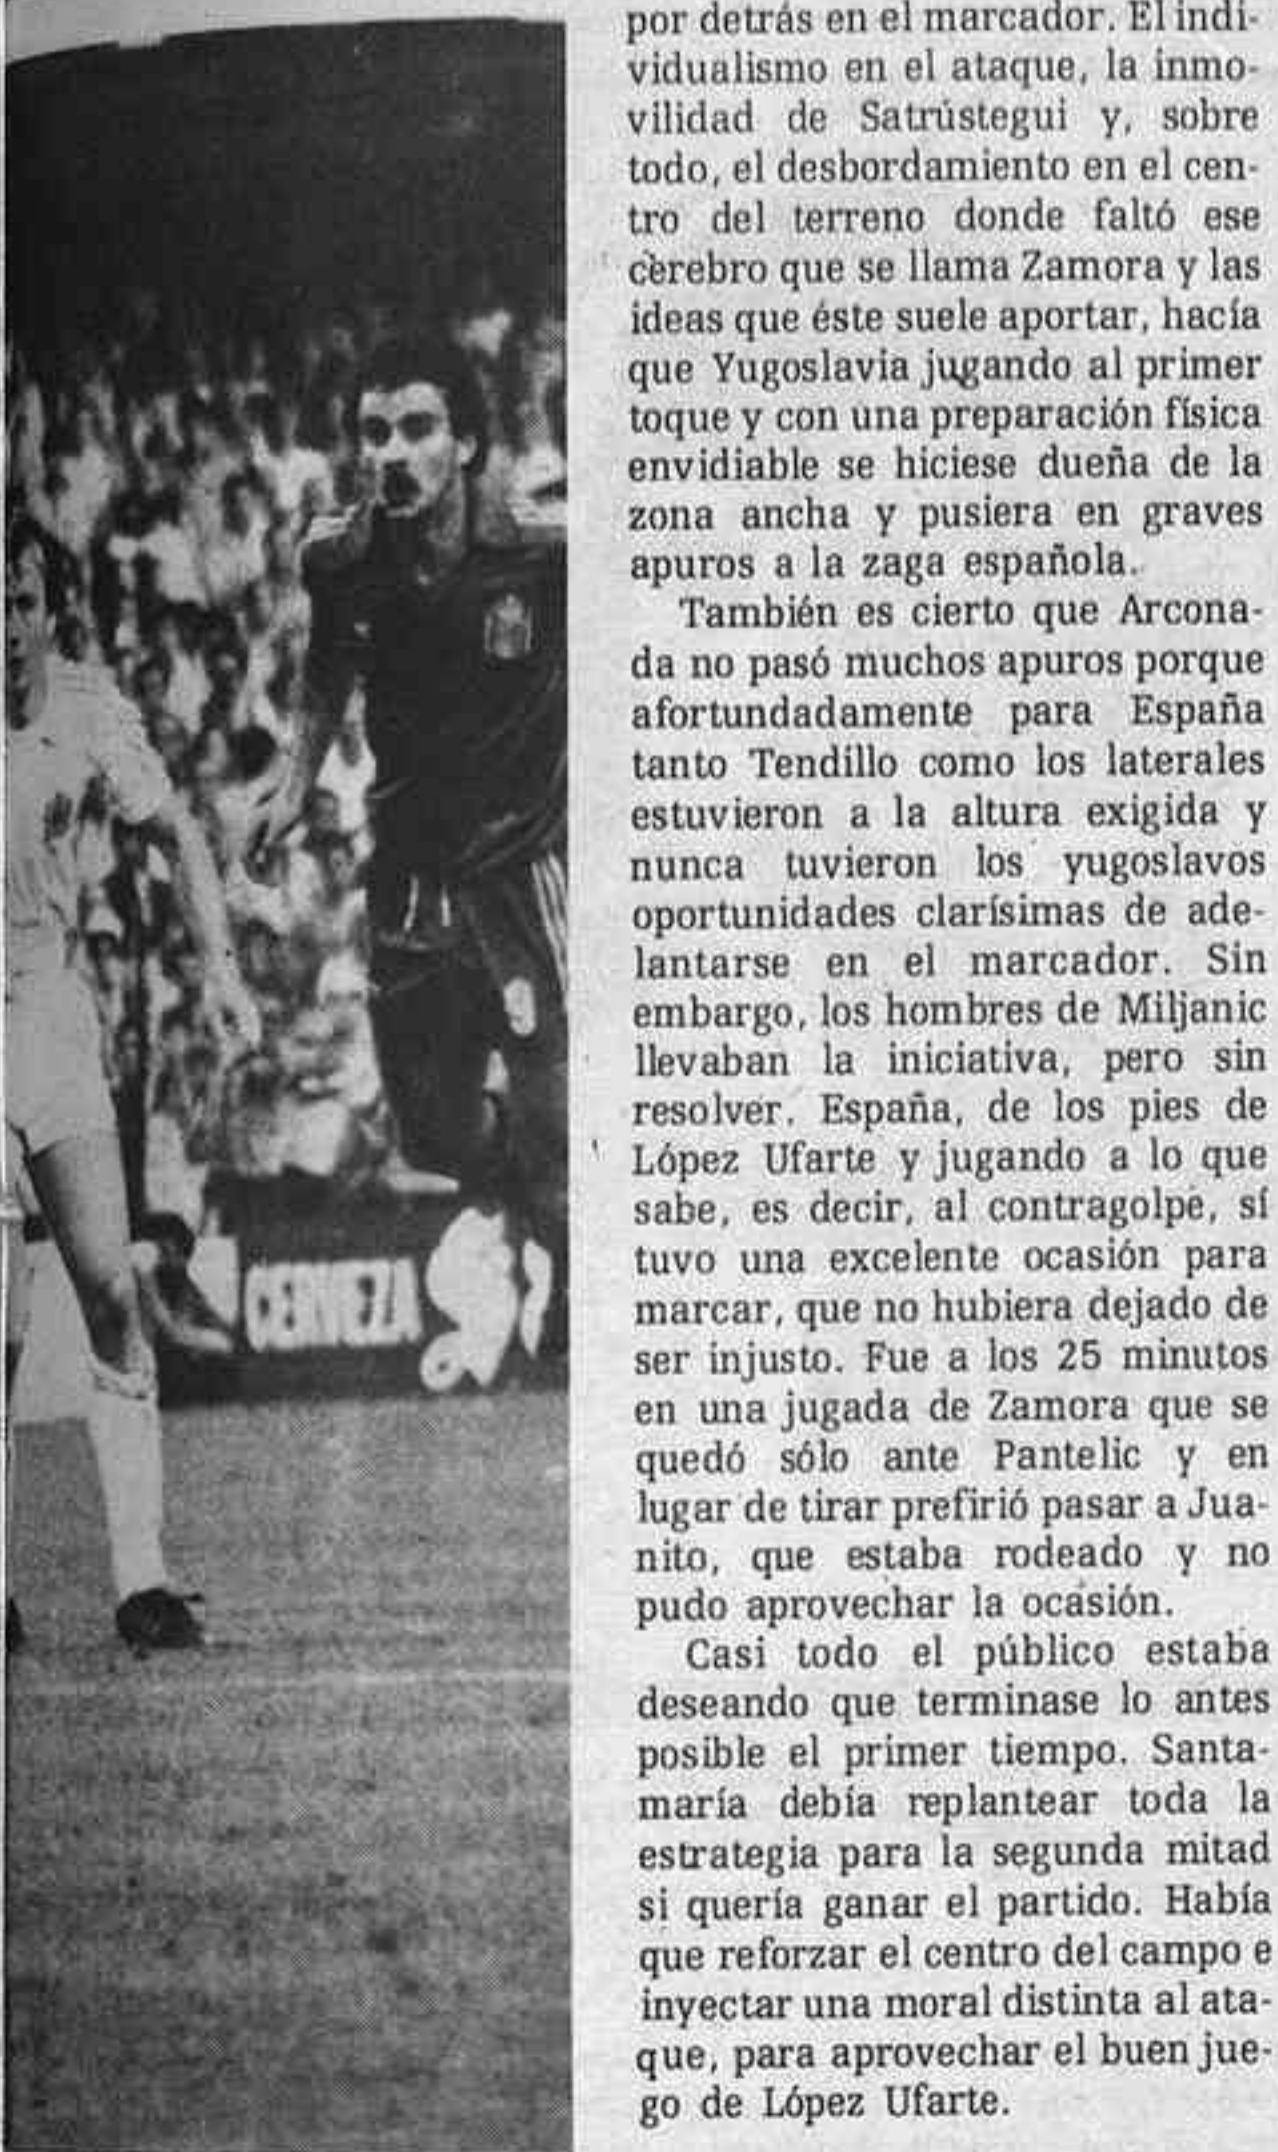 por detrás en el marcador. El indi-
vidualismo en el ataque, la inmo-
vilidad de Satrústegui y, sobre
todo, el desbordamiento en el cen-
tro del terreno donde faltó ese
cerebro que se llama Zamora y las
ideas que éste suele aportar, hacía
que Yugoslavia jugando al primer
toque y con una preparación física
envidiable se hiciese dueña de la
zona ancha y pusiera en graves
apuros a la zaga española.
También es cierto que Arcona-
da no pasó muchos apuros porque
afortundadamente para España
tanto Tendillo como los laterales
estuvieron a la altura exigida y
nunca tuvieron los yugoslavos
oportunidades clarísimas de ade-
lantarse en el marcador. Sin
embargo, los hombres de Miljanic
llevaban la iniciativa, pero sin
resolver. España, de los pies de
López Ufarte y jugando a lo que
sabe, es decir, al contragolpe, sí
tuvo una excelente ocasión para
marcar, que no hubiera dejado de
ser injusto. Fue a los 25 minutos
en una jugada de Zamora que se
quedó sólo ante Pantelic y en
lugar de tirar prefirió pasar a Jua-
nito, que estaba rodeado y no
pudo aprovechar la ocasión.
Casi todo el público estaba
deseando que terminase lo antes
posible el primer tiempo. Santa-
maría debía replantear toda la
estrategia para la segunda mitad
si quería ganar el partido. Había
que reforzar el centro del campo e
inyectar una moral distinta al ata-
que, para aprovechar el buen jue-
go de López Ufarte.
9
CERVEZA